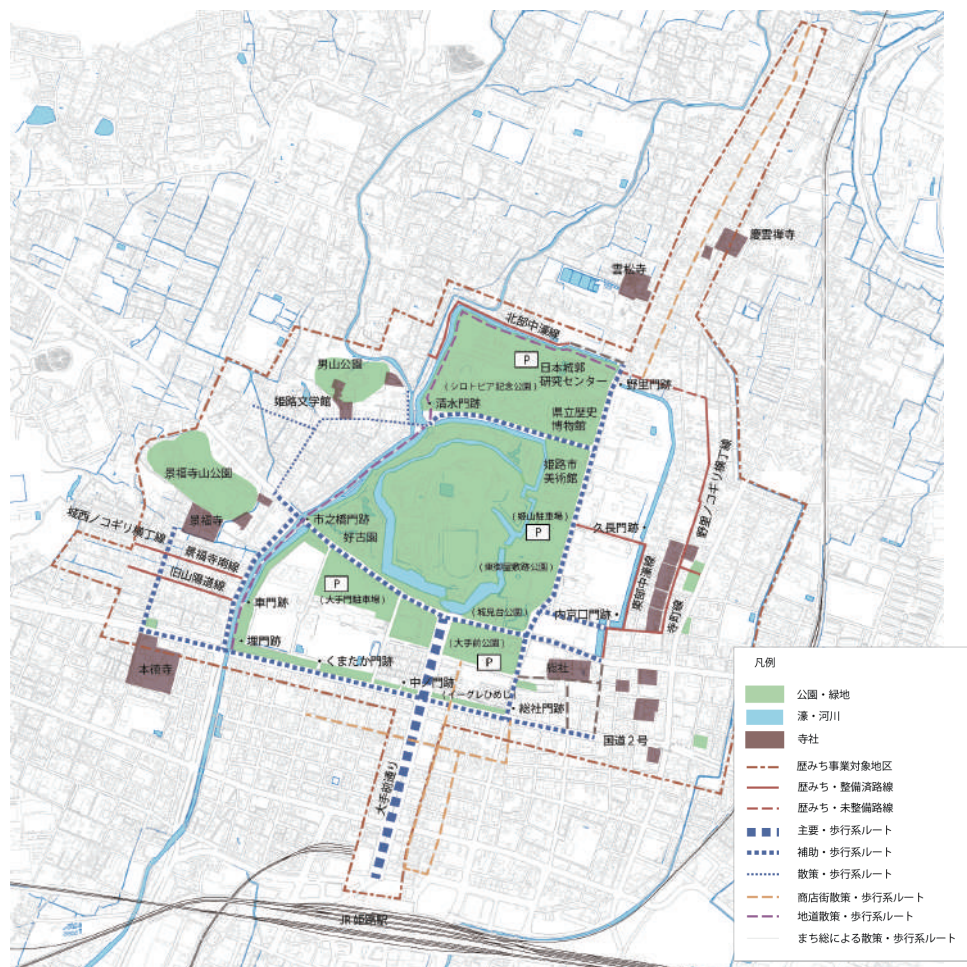 慶雲禅寺
雲松寺
北部中濠線
P
日本城郭
研究センター
(シロトピア記念公園)
野里門跡
男山公園
姫路文学館
清水門跡
県立歴史
博物館
姫路市
美術館
景福寺山公園
景福寺
城西ノコギリ横丁線
景福寺南線
旧山陽道線
市之橋門跡
好古園
(姫山駐車場)
P
久長門跡
野里ノコギリ横丁線
(東御屋敷跡公園)
P
(大手門駐車場)
東部中濠線
寺町線
車門跡
(城見台公園)
内京口門跡
埋門跡
(大手前公園)
P
本徳寺
くまたか門跡
総社
中ノ門跡
(イーグレひめじ)
総社門跡
国道2号
大手前通り
JR姫路駅
凡例
公園・緑地
濠・河川
寺社
歴みち事業対象地区
歴みち・整備済路線
歴みち・未整備路線
主要・歩行系ルート
補助・歩行系ルート
散策・歩行系ルート
商店街散策・歩行系ルート
地道散策・歩行系ルート
まち総による散策・歩行系ルート